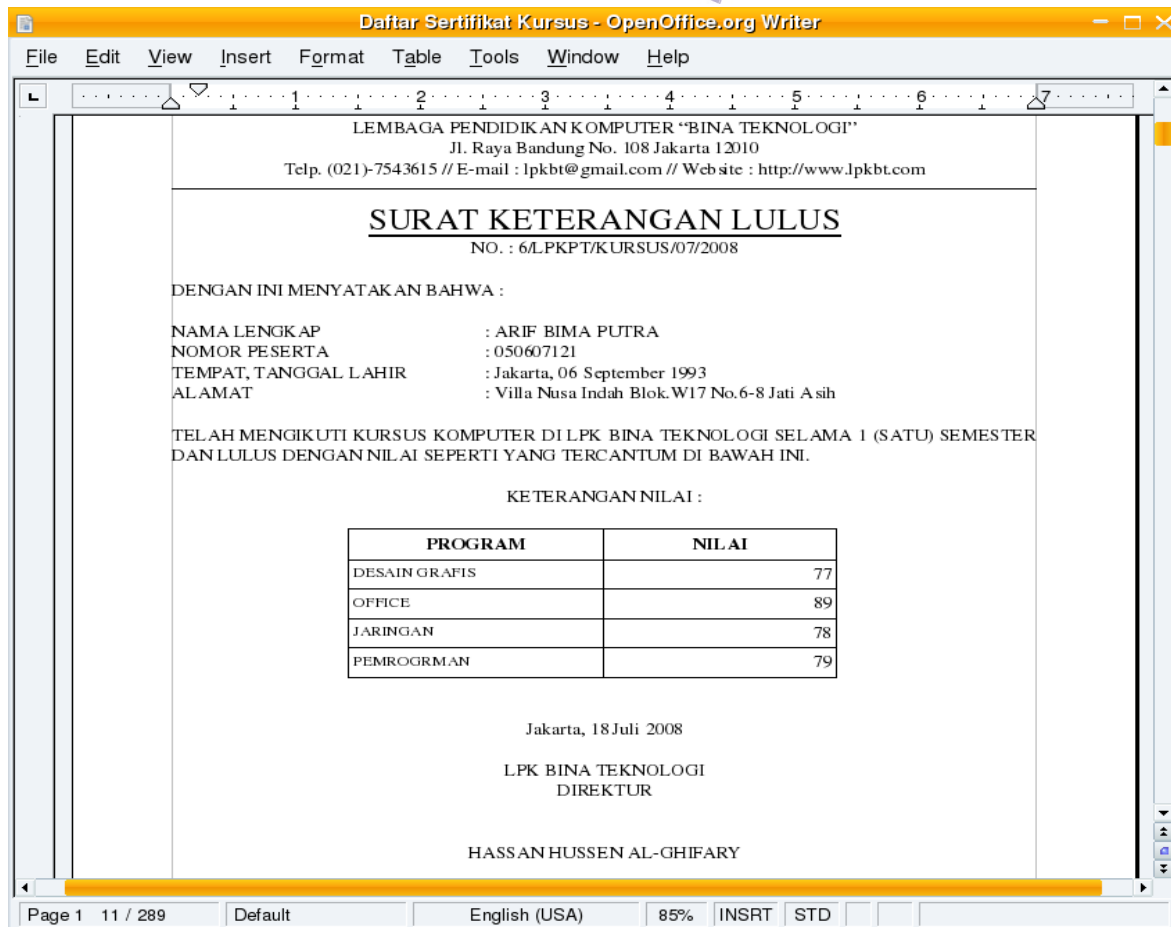 Daftar Sertifikat Kursus - OpenOffice.org Writer
File Edit View Insert Format Table Tools Window Help
1 2 3 4 5 6 7
LEMBAGA PENDIDIKAN KOMPUTER “BINA TEKNOLOGI”
Jl. Raya Bandung No. 108 Jakarta 12010
Telp. (021)-7543615 // E-mail : lpkbt@gmail.com // Website : http://www.lpkbt.com
SURAT KETERANGAN LULUS
NO. : 6/LPKPT/KURSUS/07/2008
DENGAN INI MENYATAKAN BAHWA :
NAMA LENGKAP : ARIF BIMA PUTRA
NOMOR PESERTA : 050607121
TEMPAT, TANGGAL LAHIR : Jakarta, 06 September 1993
ALAMAT : Villa Nusa Indah Blok.W17 No.6-8 Jati Asih
TELAH MENGIKUTI KURSUS KOMPUTER DI LPK BINA TEKNOLOGI SELAMA 1 (SATU) SEMESTER
DAN LULUS DENGAN NILAI SEPERTI YANG TERCANTUM DI BAWAH INI.
KETERANGAN NILAI :
PROGRAM NILAI
DESAIN GRAFIS 77
OFFICE 89
JARINGAN 78
PEMROGRMAN 79
Jakarta, 18 Juli 2008
LPK BINA TEKNOLOGI
DIREKTUR
HASSAN HUSSEN AL-GHIFARY
Page 1 11 / 289 Default English (USA) 85% INSRT STD